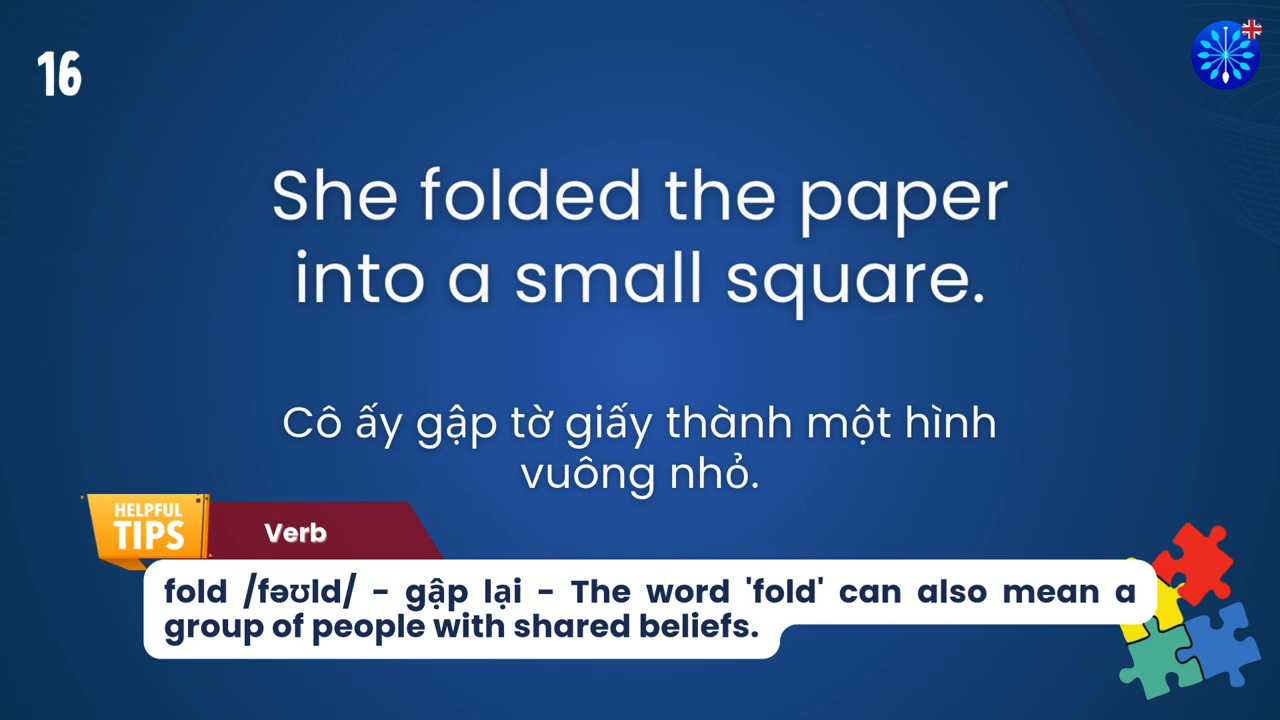 16
She folded the paper
into a small square.
Cô ấy gập tờ giấy thành một hình
vuông nhỏ.
HELPFUL
TIPS
Verb
fold /fəʊld/ - gập lại - The word 'fold' can also mean a
group of people with shared beliefs.